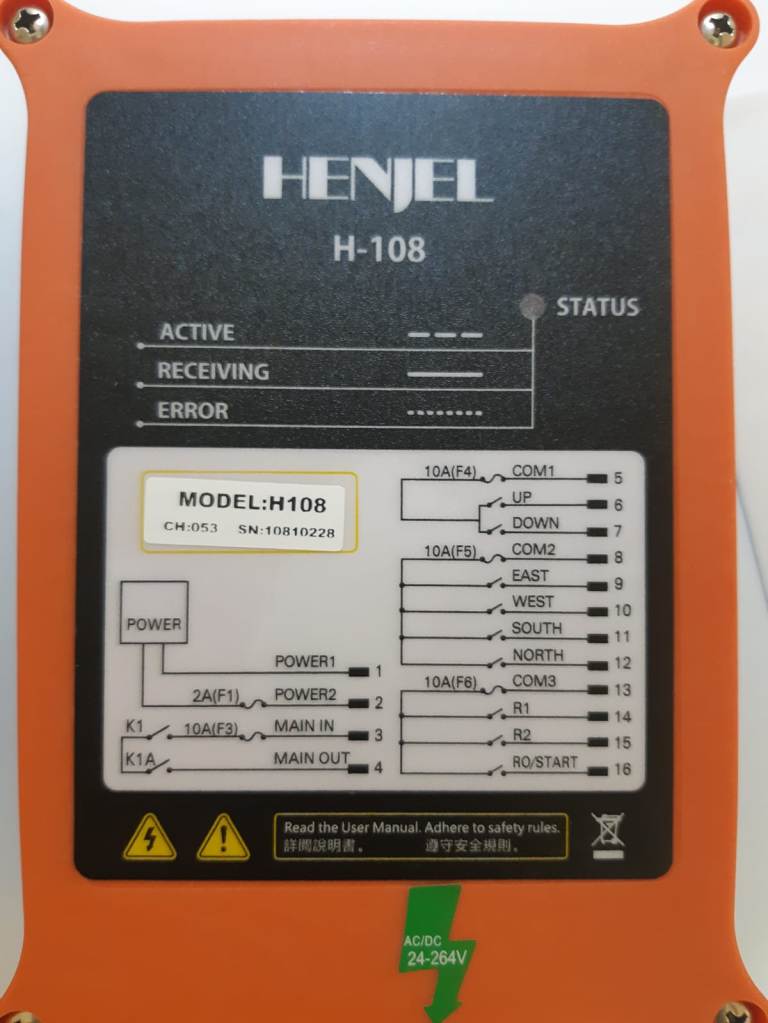 HENJEL
H-108
STATUS
ACTIVE
RECEIVING
ERROR
MODEL:H108
CH:053 SN:10810228
POWER
POWER1 1
2A(F1) POWER2 2
K1 10A(F3) MAIN IN 3
K1A MAIN OUT 4
10A(F4) COM1 5
UP 6
DOWN 7
10A(F5) COM2 8
EAST 9
WEST 10
SOUTH 11
NORTH 12
10A(F6) COM3 13
R1 14
R2 15
RO/START 16
Read the User Manual. Adhere to safety rules.
詳閱說明書。 遵守安全規則。
AC/DC
24-264V